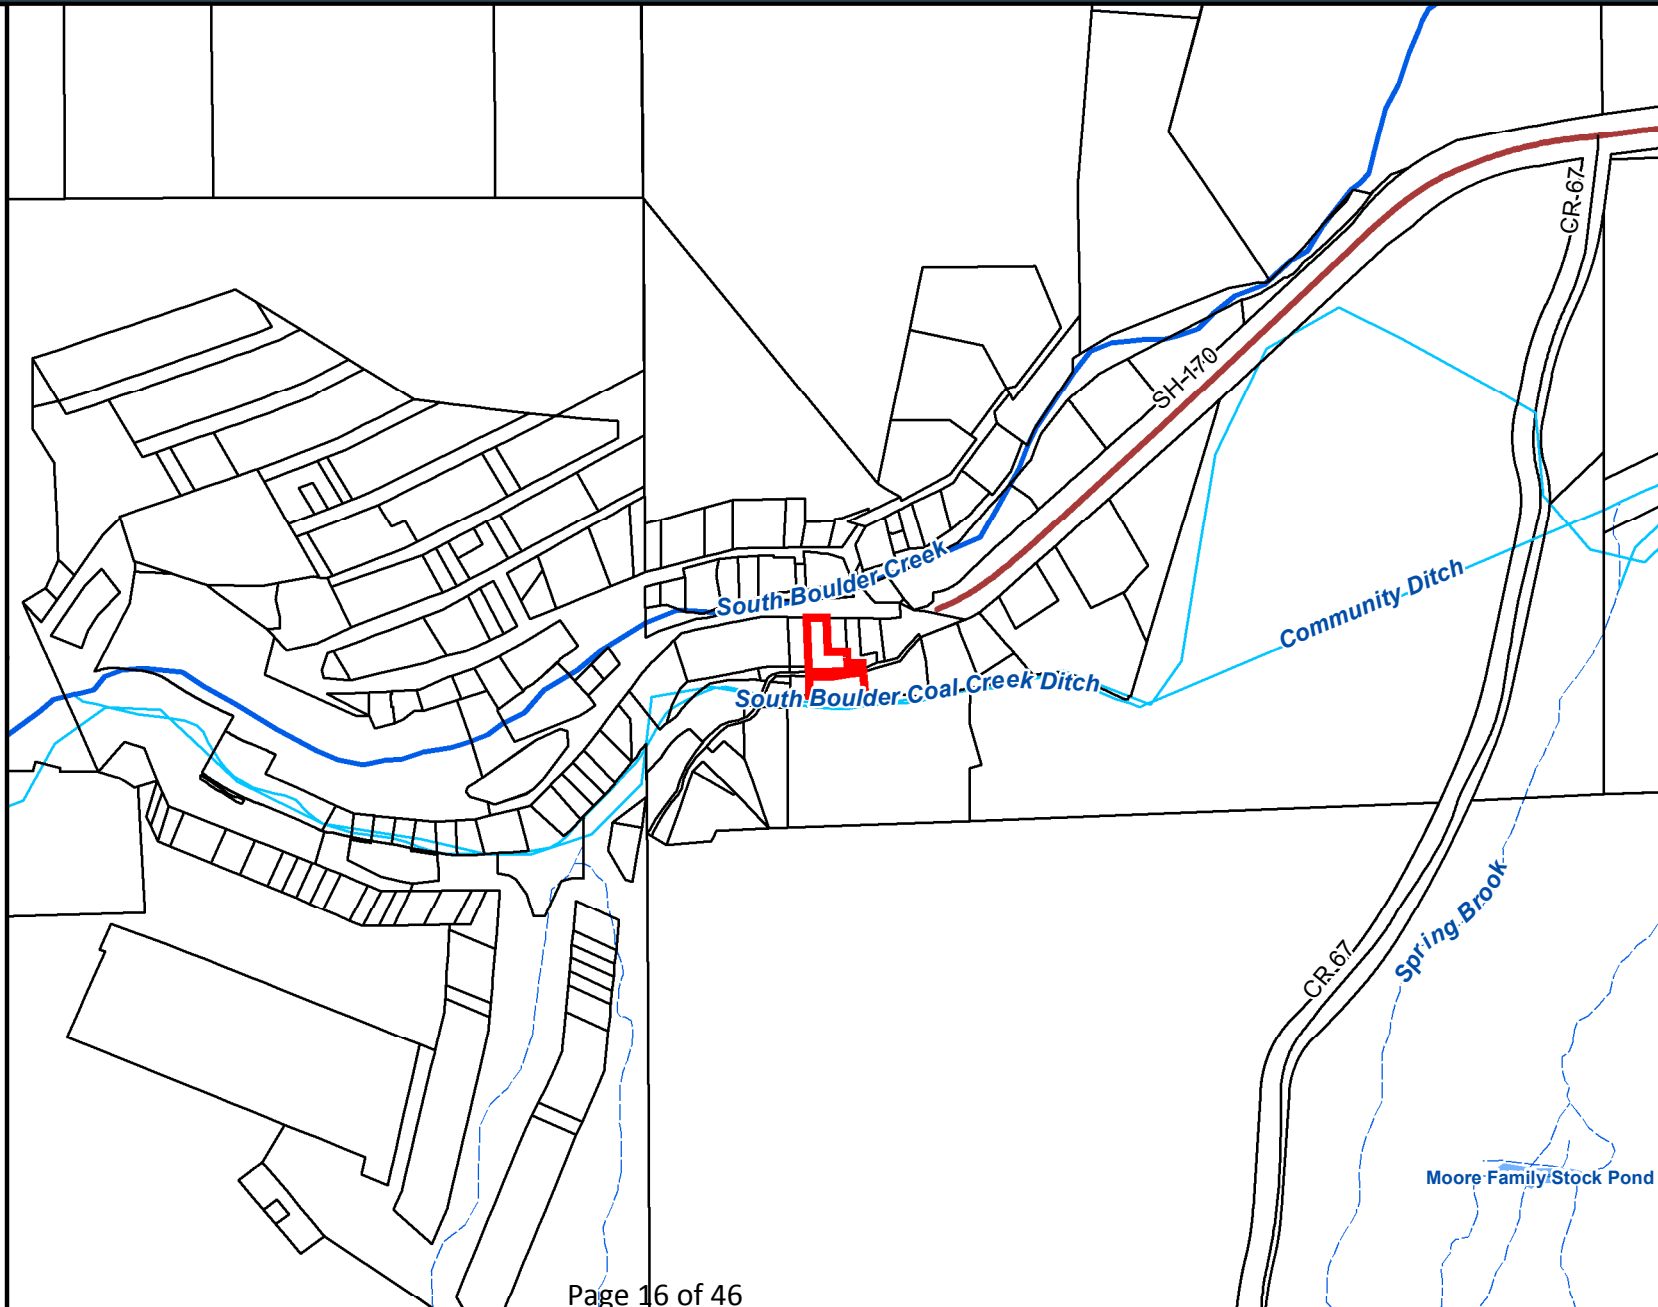 CR-67
SH-170
South Boulder Creek
Community Ditch
South Boulder Coal Creek Ditch
Spring Brook
CR 67
Moore Family Stock Pond
Page 16 of 46